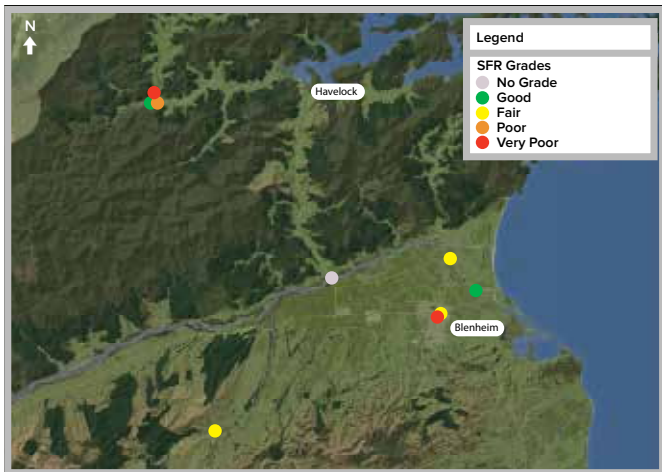 N
Legend
SFR Grades
No Grade
Good
Fair
Poor
Very Poor
Havelock
Blenheim